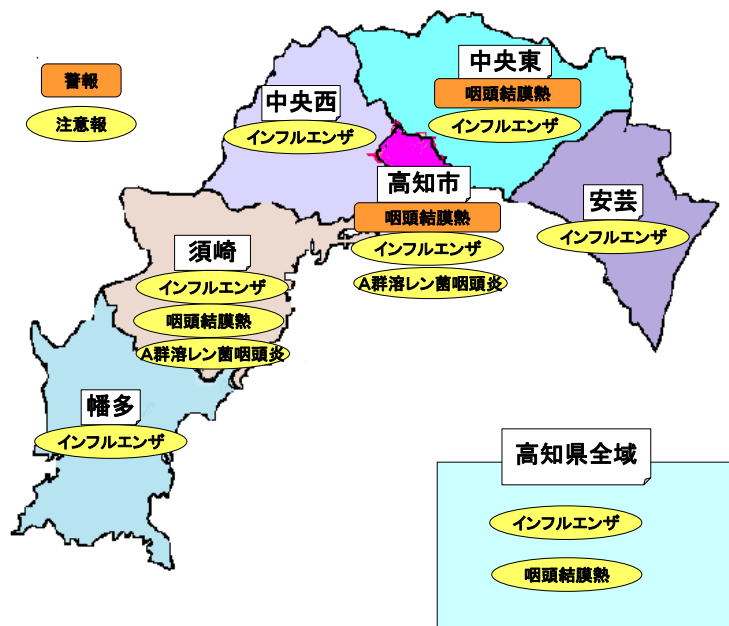 警報
注意報
中央東
咽頭結膜熱
インフルエンザ
中央西
インフルエンザ
高知市
咽頭結膜熱
インフルエンザ
A群溶レン菌咽頭炎
安芸
インフルエンザ
須崎
インフルエンザ
咽頭結膜熱
A群溶レン菌咽頭炎
幡多
インフルエンザ
高知県全域
インフルエンザ
咽頭結膜熱